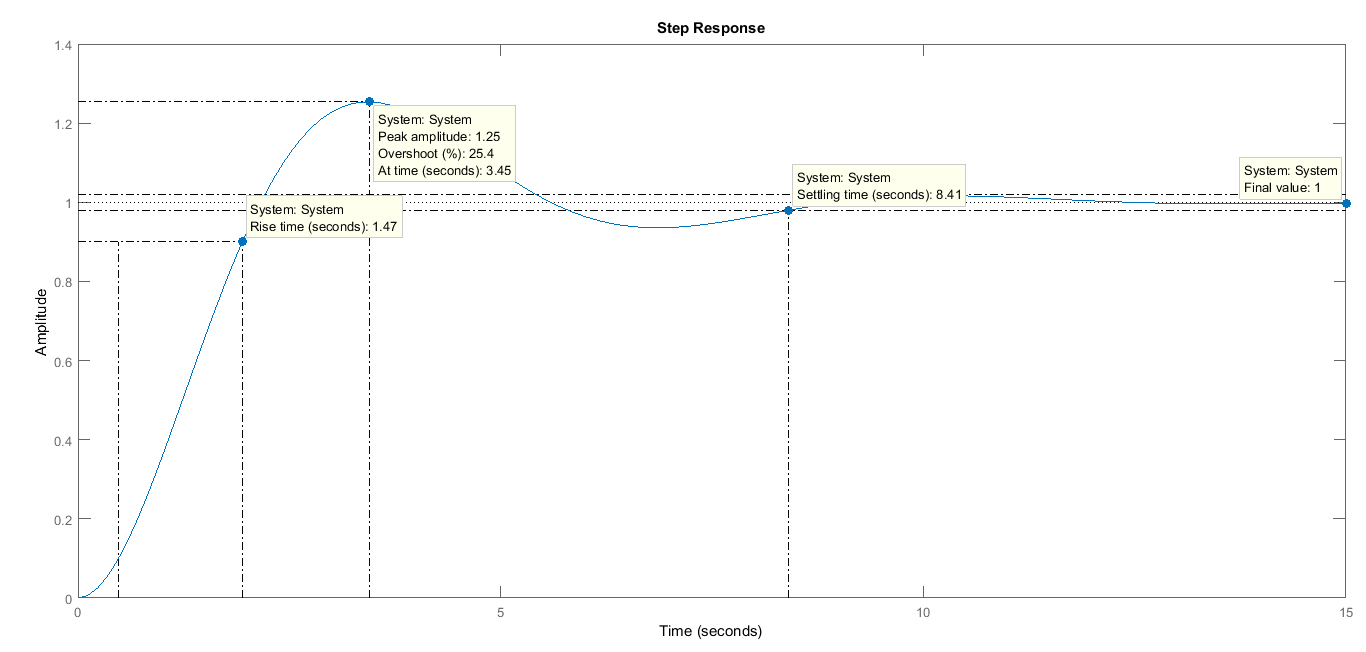 Step Response
1.4
1.2
1
0.8
0.6
0.4
0.2
0
Amplitude
System: System
Peak amplitude: 1.25
Overshoot (%): 25.4
At time (seconds): 3.45
System: System
Rise time (seconds): 1.47
System: System
Settling time (seconds): 8.41
System: System
Final value: 1
0
5
10
15
Time (seconds)